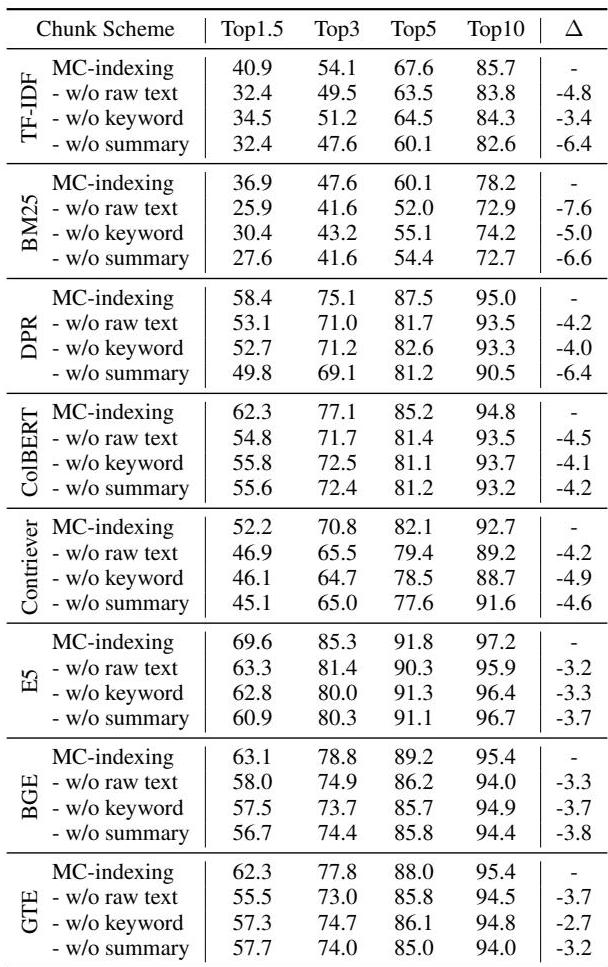 Chunk Scheme Top1.5 Top3 Top5 Top10 Δ
TF-IDF
MC-indexing 40.9 54.1 67.6 85.7 -
- w/o raw text 32.4 49.5 63.5 83.8 -4.8
- w/o keyword 34.5 51.2 64.5 84.3 -3.4
- w/o summary 32.4 47.6 60.1 82.6 -6.4
BM25
MC-indexing 36.9 47.6 60.1 78.2 -
- w/o raw text 25.9 41.6 52.0 72.9 -7.6
- w/o keyword 30.4 43.2 55.1 74.2 -5.0
- w/o summary 27.6 41.6 54.4 72.7 -6.6
DPR
MC-indexing 58.4 75.1 87.5 95.0 -
- w/o raw text 53.1 71.0 81.7 93.5 -4.2
- w/o keyword 52.7 71.2 82.6 93.3 -4.0
- w/o summary 49.8 69.1 81.2 90.5 -6.4
ColBERT
MC-indexing 62.3 77.1 85.2 94.8 -
- w/o raw text 54.8 71.7 81.4 93.5 -4.5
- w/o keyword 55.8 72.5 81.1 93.7 -4.1
- w/o summary 55.6 72.4 81.2 93.2 -4.2
Contriever
MC-indexing 52.2 70.8 82.1 92.7 -
- w/o raw text 46.9 65.5 79.4 89.2 -4.2
- w/o keyword 46.1 64.7 78.5 88.7 -4.9
- w/o summary 45.1 65.0 77.6 91.6 -4.6
E5
MC-indexing 69.6 85.3 91.8 97.2 -
- w/o raw text 63.3 81.4 90.3 95.9 -3.2
- w/o keyword 62.8 80.0 91.3 96.4 -3.3
- w/o summary 60.9 80.3 91.1 96.7 -3.7
BGE
MC-indexing 63.1 78.8 89.2 95.4 -
- w/o raw text 58.0 74.9 86.2 94.0 -3.3
- w/o keyword 57.5 73.7 85.7 94.9 -3.7
- w/o summary 56.7 74.4 85.8 94.4 -3.8
GTE
MC-indexing 62.3 77.8 88.0 95.4 -
- w/o raw text 55.5 73.0 85.8 94.5 -3.7
- w/o keyword 57.3 74.7 86.1 94.8 -2.7
- w/o summary 57.7 74.0 85.0 94.0 -3.2